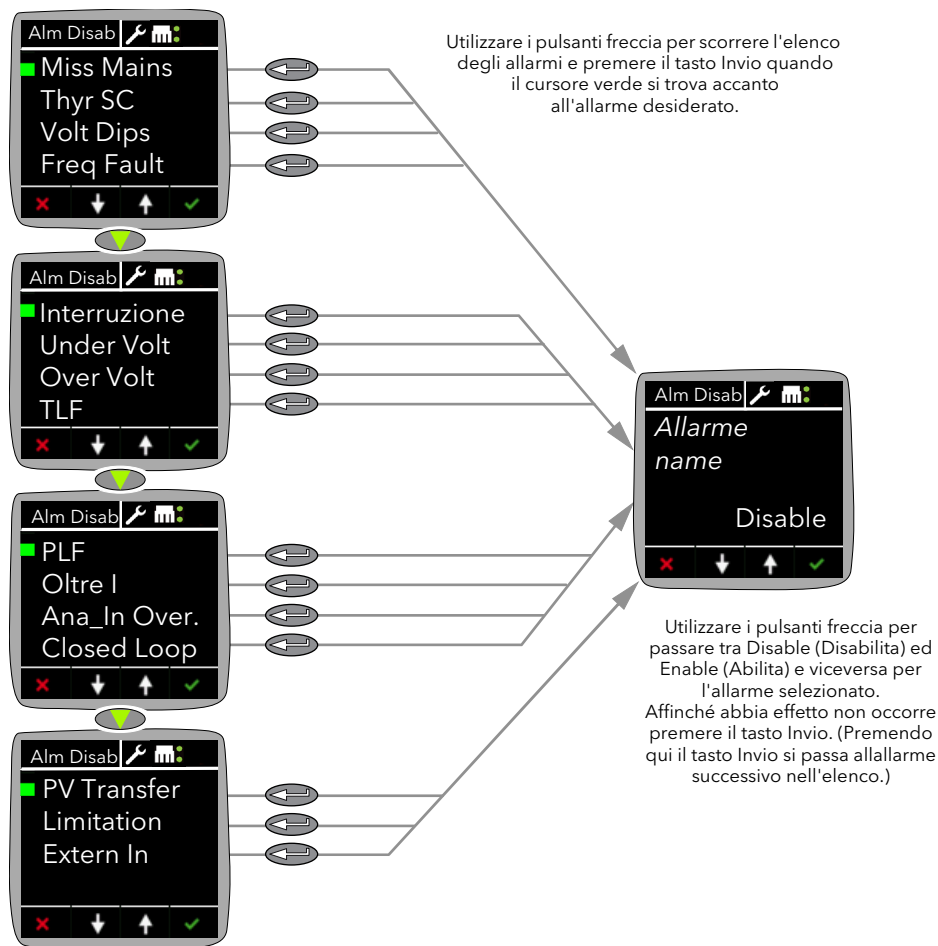 Alm Disab
Miss Mains
Thyr SC
Volt Dips
Freq Fault
Utilizzare i pulsanti freccia per scorrere l'elenco
degli allarmi e premere il tasto Invio quando
il cursore verde si trova accanto
all'allarme desiderato.
Alm Disab
Interruzione
Under Volt
Over Volt
TLF
Alm Disab
Allarme
name
Disable
Alm Disab
PLF
Oltre I
Ana_In Over.
Closed Loop
Utilizzare i pulsanti freccia per
passare tra Disable (Disabilita) ed
Enable (Abilita) e viceversa per
l'allarme selezionato.
Affinché abbia effetto non occorre
premere il tasto Invio. (Premendo
qui il tasto Invio si passa allallarme
successivo nell'elenco.)
Alm Disab
PV Transfer
Limitation
Extern In